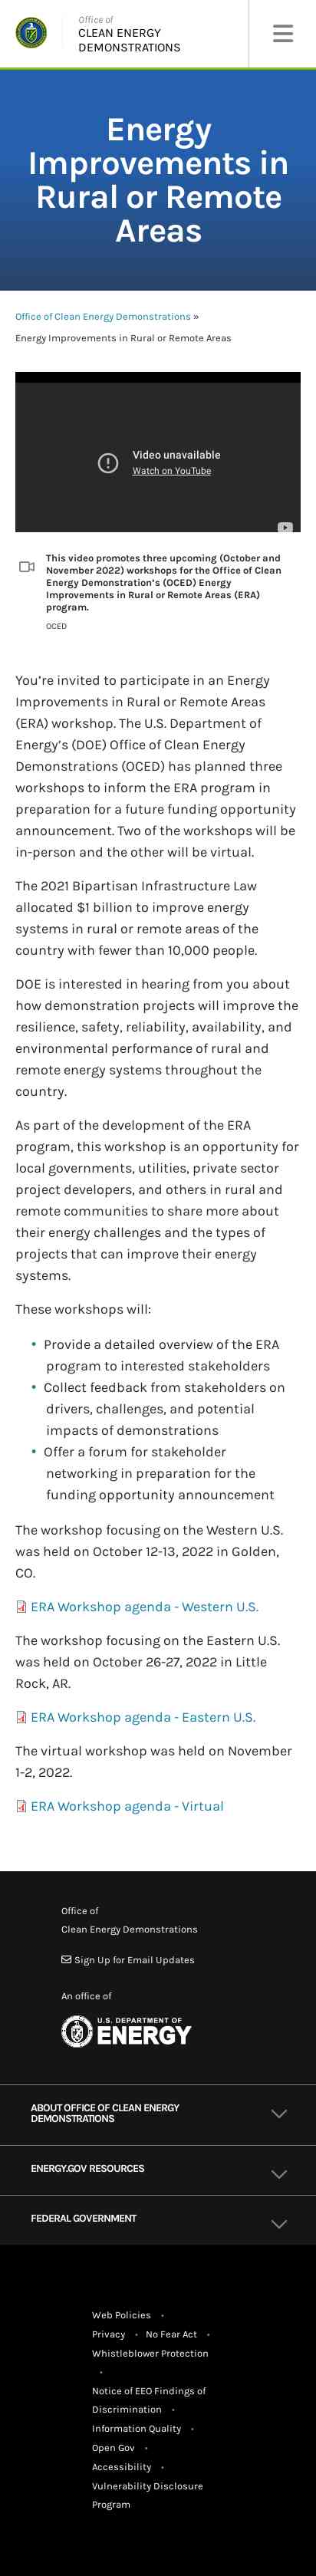 Office of
CLEAN ENERGY
DEMONSTRATIONS
Energy
Improvements in
Rural or Remote
Areas
Office of Clean Energy Demonstrations »
Energy Improvements in Rural or Remote Areas
Video unavailable
Watch on YouTube
This video promotes three upcoming (October and
November 2022) workshops for the Office of Clean
Energy Demonstration’s (OCED) Energy
Improvements in Rural or Remote Areas (ERA)
program.
OCED
You’re invited to participate in an Energy
Improvements in Rural or Remote Areas
(ERA) workshop. The U.S. Department of
Energy’s (DOE) Office of Clean Energy
Demonstrations (OCED) has planned three
workshops to inform the ERA program in
preparation for a future funding opportunity
announcement. Two of the workshops will be
in-person and the other will be virtual.
The 2021 Bipartisan Infrastructure Law
allocated $1 billion to improve energy
systems in rural or remote areas of the
country with fewer than 10,000 people.
DOE is interested in hearing from you about
how demonstration projects will improve the
resilience, safety, reliability, availability, and
environmental performance of rural and
remote energy systems throughout the
country.
As part of the development of the ERA
program, this workshop is an opportunity for
local governments, utilities, private sector
project developers, and others in rural and
remote communities to share more about
their energy challenges and the types of
projects that can improve their energy
systems.
These workshops will:
• Provide a detailed overview of the ERA
program to interested stakeholders
• Collect feedback from stakeholders on
drivers, challenges, and potential
impacts of demonstrations
• Offer a forum for stakeholder
networking in preparation for the
funding opportunity announcement
The workshop focusing on the Western U.S.
was held on October 12-13, 2022 in Golden,
CO.
ERA Workshop agenda - Western U.S.
The workshop focusing on the Eastern U.S.
was held on October 26-27, 2022 in Little
Rock, AR.
ERA Workshop agenda - Eastern U.S.
The virtual workshop was held on November
1-2, 2022.
ERA Workshop agenda - Virtual
Office of
Clean Energy Demonstrations
Sign Up for Email Updates
An office of
U.S. DEPARTMENT OF
ENERGY
ABOUT OFFICE OF CLEAN ENERGY
DEMONSTRATIONS
ENERGY.GOV RESOURCES
FEDERAL GOVERNMENT
Web Policies •
Privacy • No Fear Act •
Whistleblower Protection
•
Notice of EEO Findings of
Discrimination •
Information Quality •
Open Gov •
Accessibility •
Vulnerability Disclosure
Program